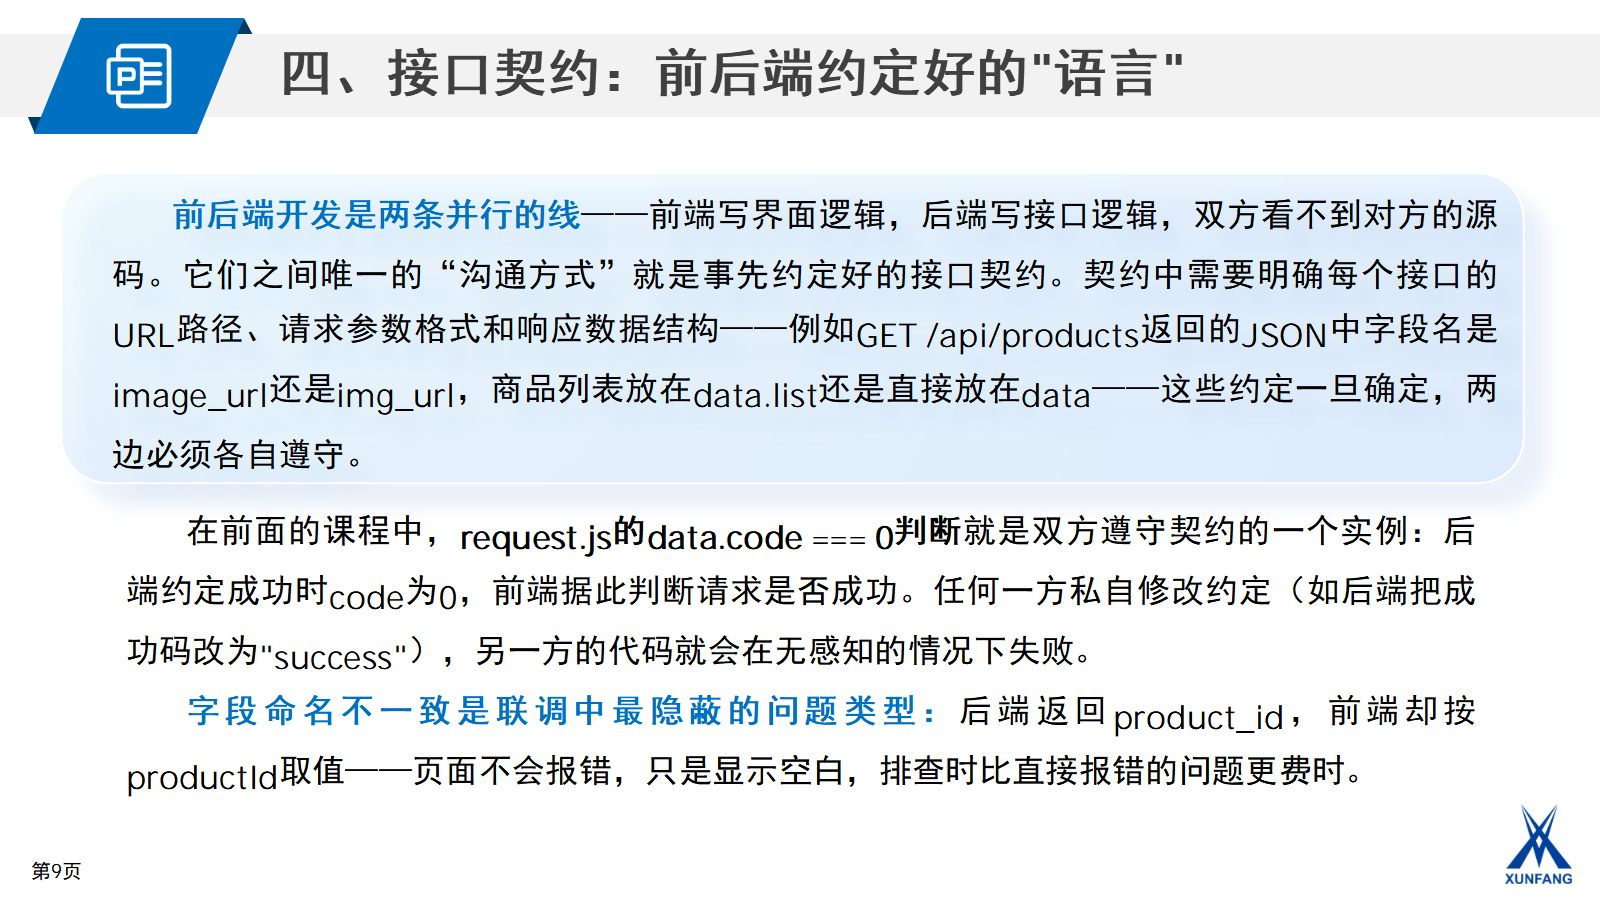 四、接口契约：前后端约定好的"语言"
前后端开发是两条并行的线——前端写界面逻辑，后端写接口逻辑，双方看不到对方的源
码。它们之间唯一的“沟通方式”就是事先约定好的接口契约。契约中需要明确每个接口的
URL路径、请求参数格式和响应数据结构——例如GET /api/products返回的JSON中字段名是
image_url还是img_url，商品列表放在data.list还是直接放在data——这些约定一旦确定，两
边必须各自遵守。
在前面的课程中，request.js的data.code === 0判断就是双方遵守契约的一个实例：后
端约定成功时code为0，前端据此判断请求是否成功。任何一方私自修改约定（如后端把成
功码改为"success"），另一方的代码就会在无感知的情况下失败。
字段命名不一致是联调中最隐蔽的问题类型：后端返回product_id，前端却按
productId取值——页面不会报错，只是显示空白，排查时比直接报错的问题更费时。
第9页
XUNFANG